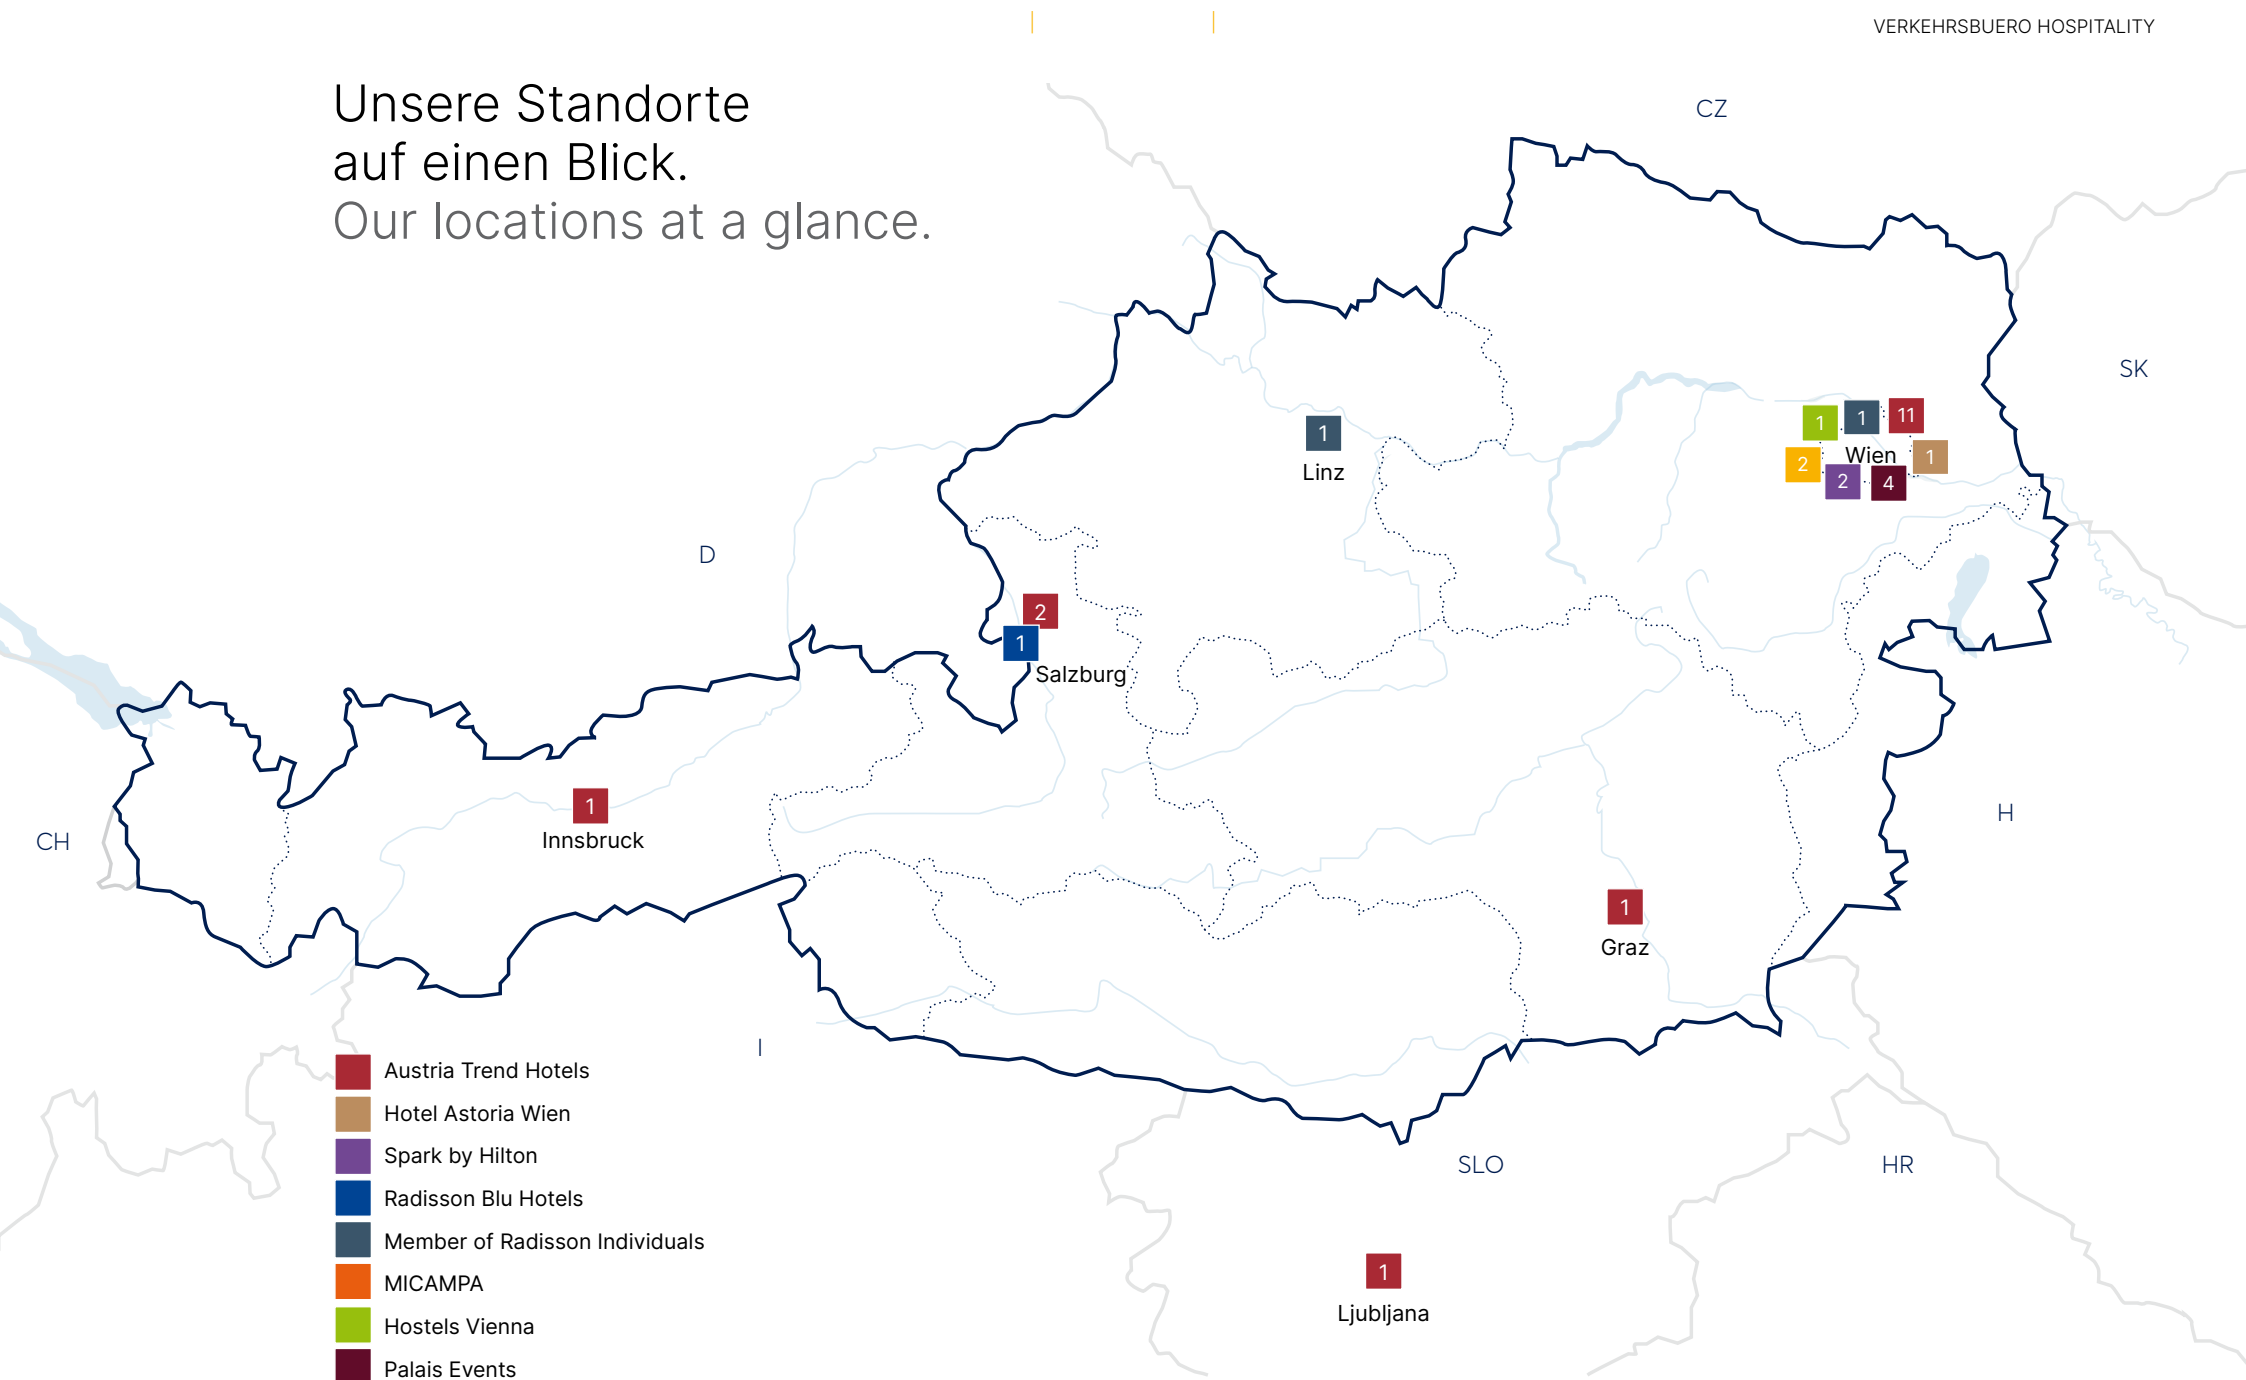 VERKEHRSBUERO HOSPITALITY
Unsere Standorte
auf einen Blick.
Our locations at a glance.
CZ
SK
1
1
11
2
Wien
1
2
4
1
Linz
D
2
1
Salzburg
1
Innsbruck
CH
H
1
Graz
I
SLO
HR
1
Ljubljana
Austria Trend Hotels
Hotel Astoria Wien
Spark by Hilton
Radisson Blu Hotels
Member of Radisson Individuals
MICAMPA
Hostels Vienna
Palais Events